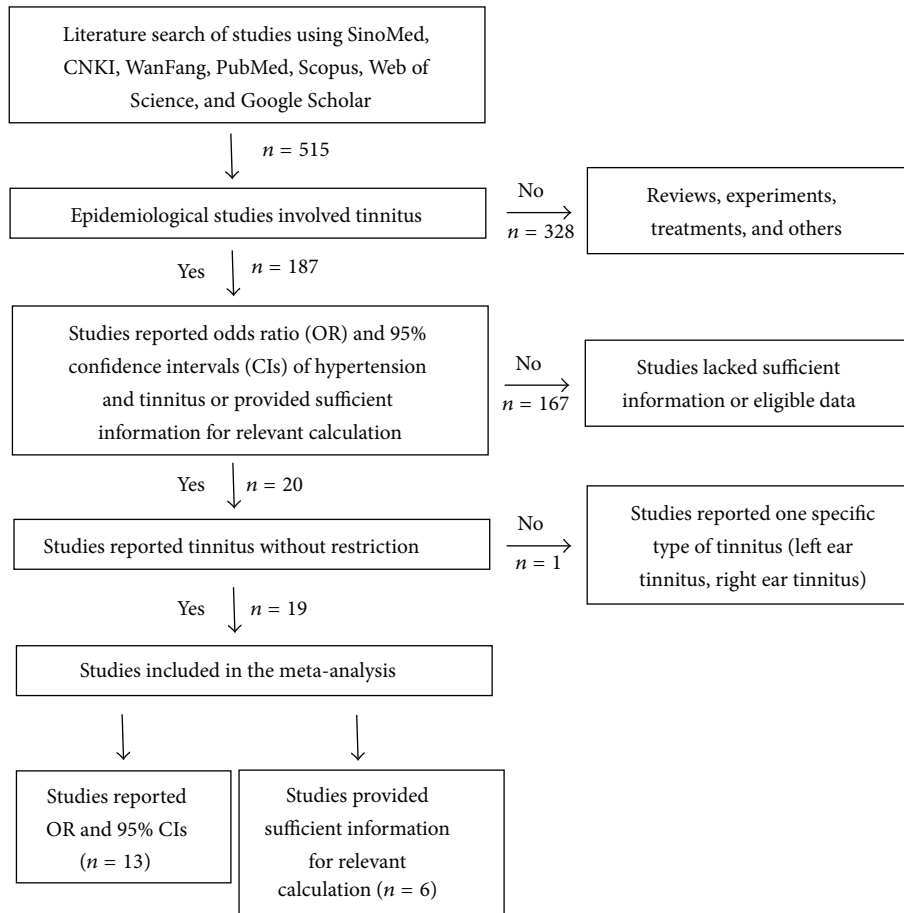 Literature search of studies using SinoMed,
CNKI, WanFang, PubMed, Scopus, Web of
Science, and Google Scholar
n = 515
Epidemiological studies involved tinnitus
No
n = 328
Reviews, experiments,
treatments, and others
Yes
n = 187
Studies reported odds ratio (OR) and 95%
confidence intervals (CIs) of hypertension
and tinnitus or provided sufficient
information for relevant calculation
No
n = 167
Studies lacked sufficient
information or eligible data
Yes
n = 20
Studies reported tinnitus without restriction
No
n = 1
Studies reported one specific
type of tinnitus (left ear
tinnitus, right ear tinnitus)
Yes
n = 19
Studies included in the meta-analysis
Studies reported
OR and 95% CIs
(n = 13)
Studies provided
sufficient information
for relevant
calculation (n = 6)